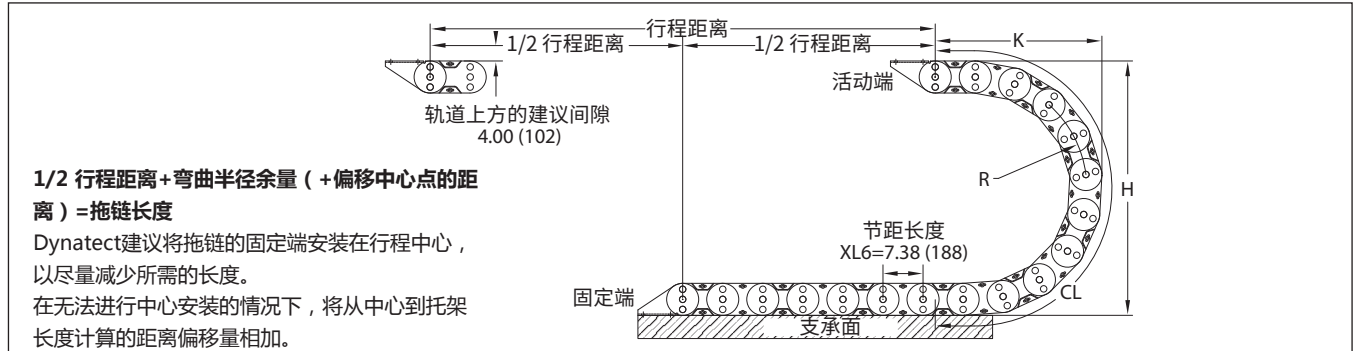 行程距离
1/2 行程距离
1/2 行程距离
K
活动端
轨道上方的建议间隙
4.00 (102)
R
H
1/2 行程距离+弯曲半径余量（+偏移中心点的距
离）=拖链长度
Dynatect建议将拖链的固定端安装在行程中心，
以尽量减少所需的长度。
在无法进行中心安装的情况下，将从中心到托架
长度计算的距离偏移量相加。
节距长度
XL6=7.38 (188)
固定端
CL
支承面